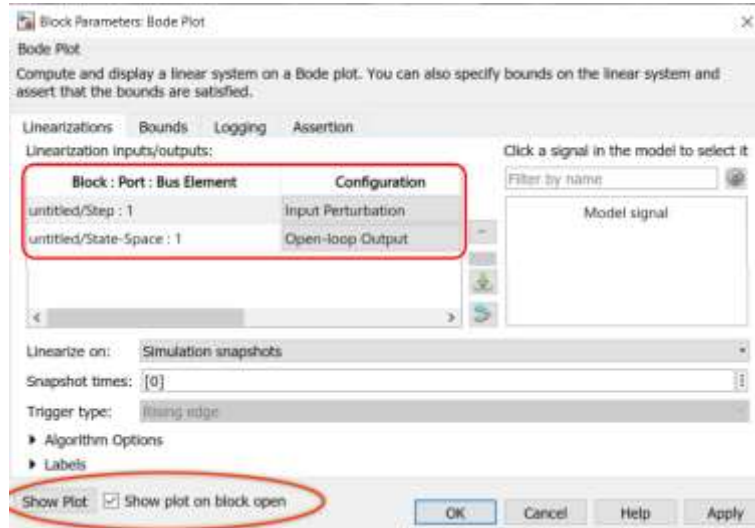 Block Parameters: Bode Plot
Bode Plot
Compute and display a linear system on a Bode plot. You can also specify bounds on the linear system and
assert that the bounds are satisfied.
Linearizations Bounds Logging Assertion
Linearization inputs/outputs:
Click a signal in the model to select it
Block : Port : Bus Element Configuration
Filter by name
untitled/Step : 1 Input Perturbation
Model signal
untitled/State-Space : 1 Open-loop Output
Linearize on: Simulation snapshots
Snapshot times: [0]
Trigger type: Rising edge
Algorithm Options
Labels
Show Plot Show plot on block open
OK Cancel Help Apply